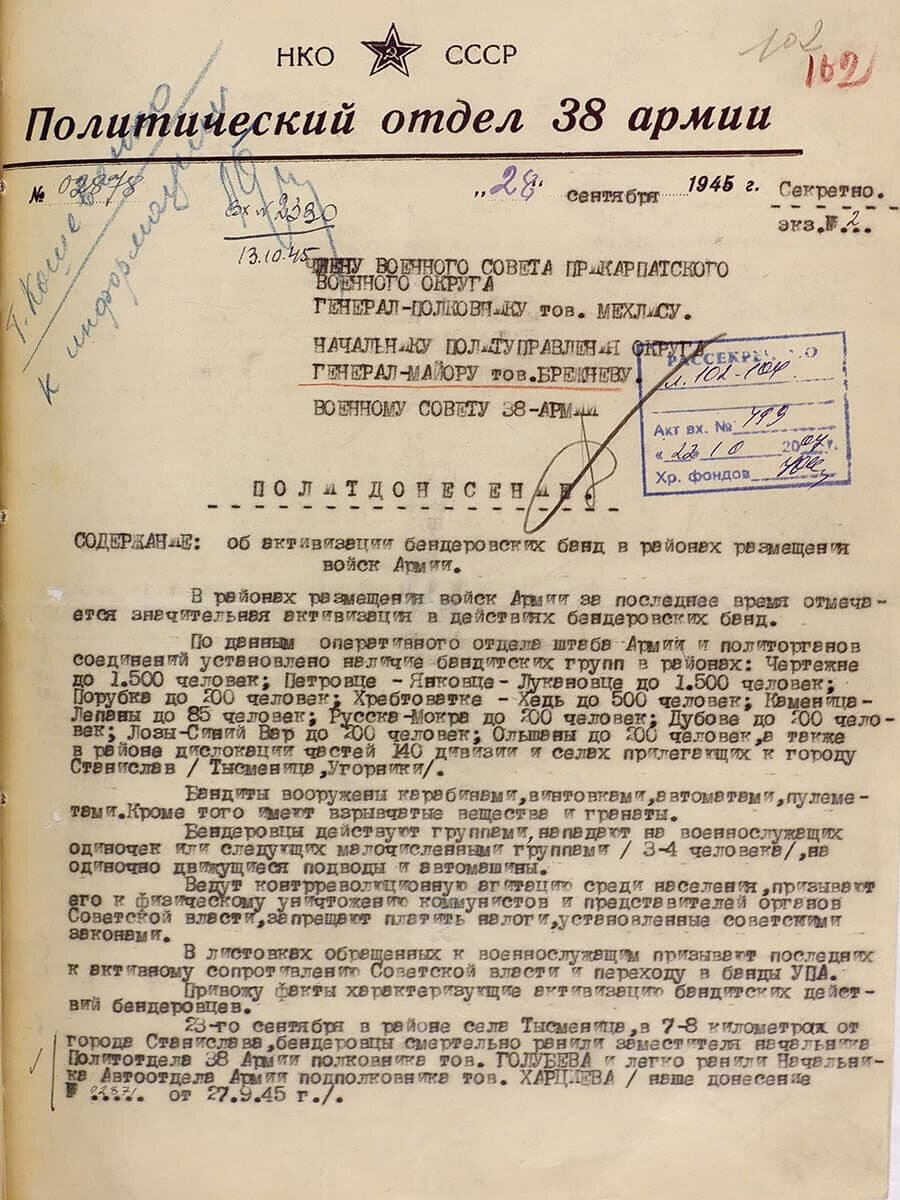 102
162
НКО СССР
Политический отдел 38 армии
№ 02878
„28" сентября 1945 г. Секретно.
экз.№ 2.
Вх № 2330
13.10.45
к информации
ЧЛЕНУ ВОЕННОГО СОВЕТА ПРИКАРПАТСКОГО
ВОЕННОГО ОКРУГА
ГЕНЕРАЛ-ПОЛКОВНИКУ тов. МЕХЛИСУ.
НАЧАЛЬНИКУ ПОЛИТУПРАВЛЕНИЯ ОКРУГА
ГЕНЕРАЛ-МАЙОРУ тов.БРЕЖНЕВУ.
ВОЕННОМУ СОВЕТУ 38-АРМИИ
РАССЕКРЕЧЕНО
л. 102-104
Акт вх. № 799
« 22 10 2007 г.
Хр. фондов
ПОЛИТДОНЕСЕНИЕ.
СОДЕРЖАНИЕ: об активизации бендеровских банд в районах размещения
войск Армии.
В районах размещения войск Армии за последнее время отмеча-
ется значительная активизация в действиях бендеровских банд.
По данным оперативного отдела штаба Армии и политорганов
соединений установлено наличие бандитских групп в районах: Чертежне
до 1.500 человек; Петровце - Янковце- Лукановце до 1.500 человек;
Порубка до 200 человек; Хребтоватке - Хедь до 500 человек; Каменица-
Лепаны до 85 человек; Русска-Мокра до 200 человек; Дубове до 200 чело-
век; Лозы-Синий Вар до 200 человек; Ольшаны до 200 человек,а также
в районе дислокации частей 140 дивизии и селах прилегающих к городу
Станислав / Тысменица,Угорники/.
Бандиты вооружены карабинами,винтовками,автоматами,пулеме-
тами.Кроме того имеют взрывчатые вещества и гранаты.
Бендеровцы действуют группами,нападают на военнослужащих
одиночек или следующих малочисленными группами / 3-4 человека/,на
одиночно движущиеся подводы и автомашины.
Ведут контрреволюционную агитацию среди населения,призывают
его к физическому уничтожению коммунистов и представителей органов
Советской власти,запрещают платить налоги,установленные советскими
законами.
В листовках обращенных к военнослужащим призывают последних
к активному сопротивлению Советской власти и переходу в банды УПА.
Привожу факты характеризующие активизацию бандитских дейст-
вий бендеровцев.
23-го сентября в районе села Тысменица,в 7-8 километрах от
города Станислава,бендеровцы смертельно ранили заместителя начальника
Политотдела 38 Армии полковника тов. ГОЛУБЕВА и легко ранили Начальни-
ка Автоотдела Армии подполковника тов. ХАРЦЛЕВА / наше донесение
№ от 27.9.45 г./.